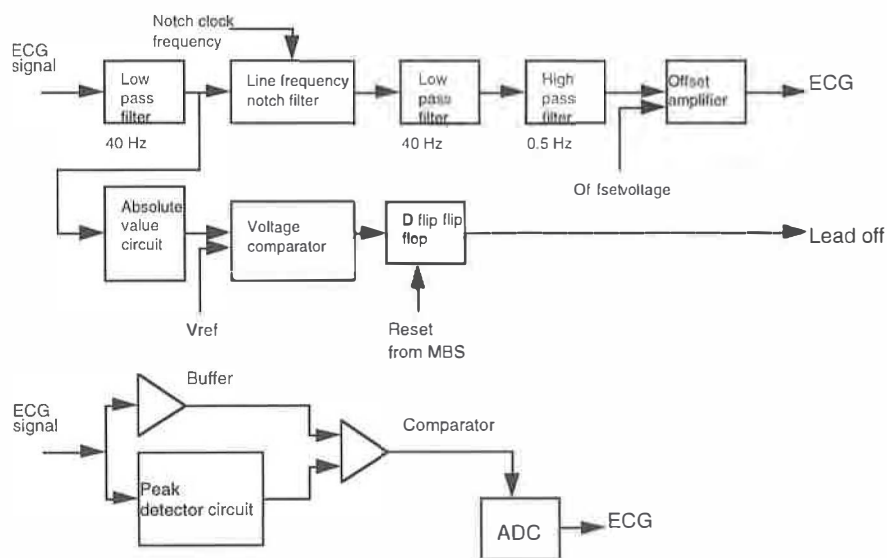 Notch clock
frequency
ECG
signal
Low
pass
filter
40 Hz
Line frequency
notch filter
Low
pass
filter
40 Hz
High
pass
filter
0.5 Hz
Offset
amplifier
ECG
Of fsetvoltage
Absolute
value
circuit
Voltage
comparator
D flip flip
flop
Lead off
Vref
Reset
from MBS
Buffer
ECG
signal
Comparator
Peak
detector circuit
ADC
ECG